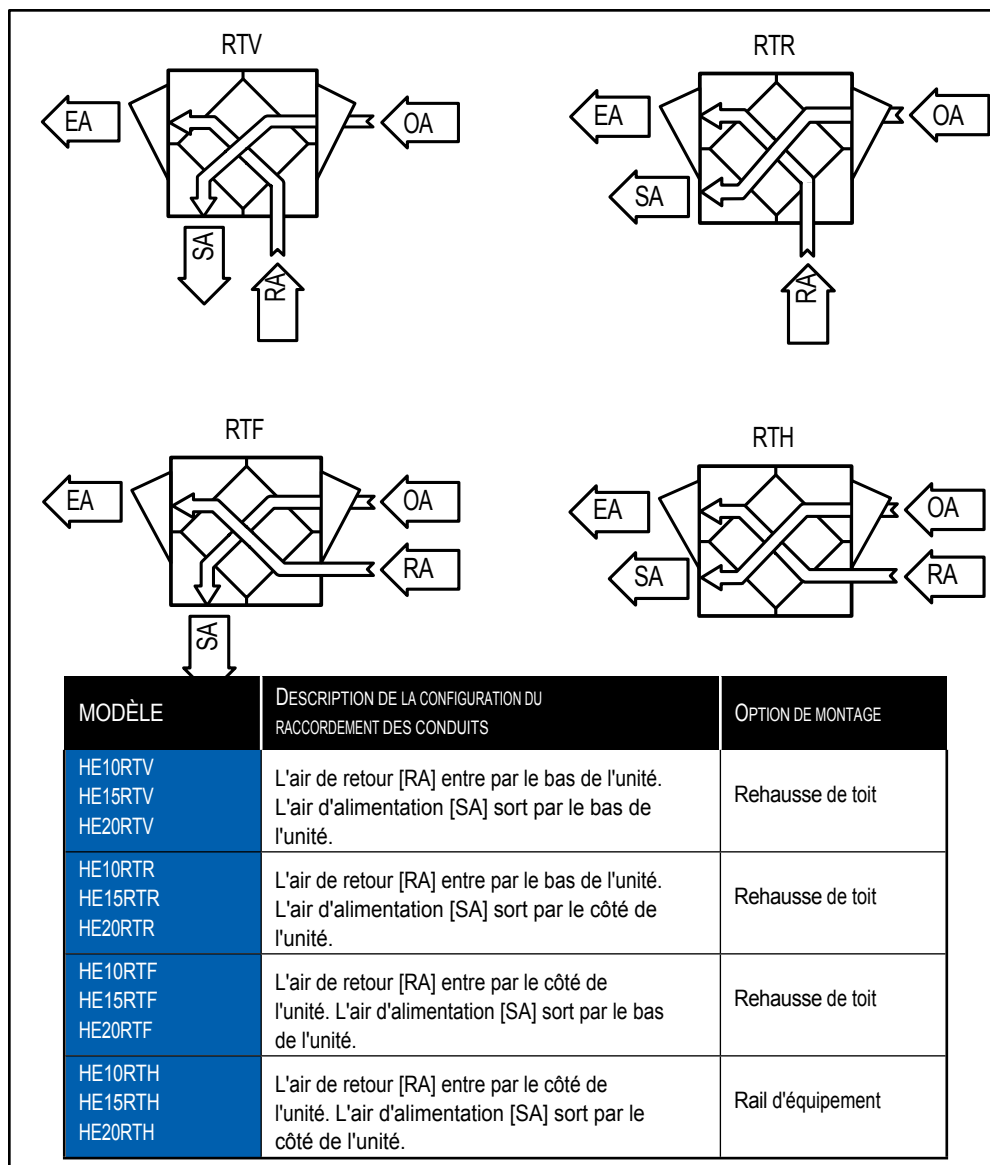 RTV
RTR
EA
OA
SA
RA
EA
OA
SA
RA
RTF
RTH
EA
OA
RA
SA
EA
OA
SA
RA
MODÈLE
DESCRIPTION DE LA CONFIGURATION DU
RACCORDEMENT DES CONDUITS
OPTION DE MONTAGE
HE10RTV
HE15RTV
HE20RTV
L'air de retour [RA] entre par le bas de l'unité.
L'air d'alimentation [SA] sort par le bas de
l'unité.
Rehausse de toit
HE10RTR
HE15RTR
HE20RTR
L'air de retour [RA] entre par le bas de l'unité.
L'air d'alimentation [SA] sort par le côté de
l'unité.
Rehausse de toit
HE10RTF
HE15RTF
HE20RTF
L'air de retour [RA] entre par le côté de
l'unité. L'air d'alimentation [SA] sort par le bas
de l'unité.
Rehausse de toit
HE10RTH
HE15RTH
HE20RTH
L'air de retour [RA] entre par le côté de
l'unité. L'air d'alimentation [SA] sort par le
côté de l'unité.
Rail d'équipement